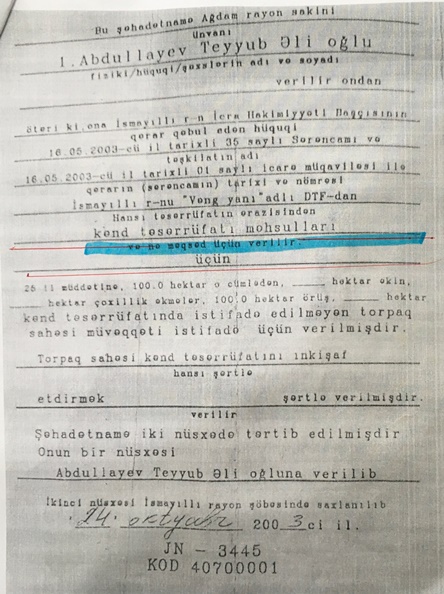 Bu şəhadətnamə Ağdam rayon sakini
ünvanı
1.Abdullayev Teyyub Əli oğlu
fiziki/hüquqi/şəxslərin adı və soyadı
verilir ondan
ötəri ki,ona İsmayıllı r-n İcra Hakimiyyəti Başçısının
qərar qəbul edən hüquqi
16.05.2003-cü il tarixli 35 saylı Sərəncamı və
təşkilatın adı
16.05.2003-cü il tarixli 01 saylı icarə müqaviləsi ilə
qərarın (sərəncamın) tarixi və nömrəsi
İsmayıllı r-nu "Vəng yanı" adlı DTF-dan
Hansı təsərrüfatın ərazisindən
kənd təsərrüfatı məhsulları
və nə məqsəd üçün verilir
üçün
25 il müddətinə, 100.0 hektar o cümlədən, _____ hektar əkin,
_____ hektar çoxillik əkmələr, 100.0 hektar örüş, _____ hektar
kənd təsərrüfatında istifadə edilməyən torpaq
sahəsi müvəqqəti istifadə üçün verilmişdir.
Torpaq sahəsi kənd təsərrüfatını inkişaf
hansı şərtlə
etdirmək şərtlə verilmişdir.
verilir
Şəhadətnamə iki nüsxədə tərtib edilmişdir
Onun bir nüsxəsi
Abdullayev Teyyub Əli oğluna verilib
İkinci nüsxəsi İsmayıllı rayon şöbəsində saxlanılıb
"24" oktyabr 2003cü il.
JN - 3445
KOD 40700001